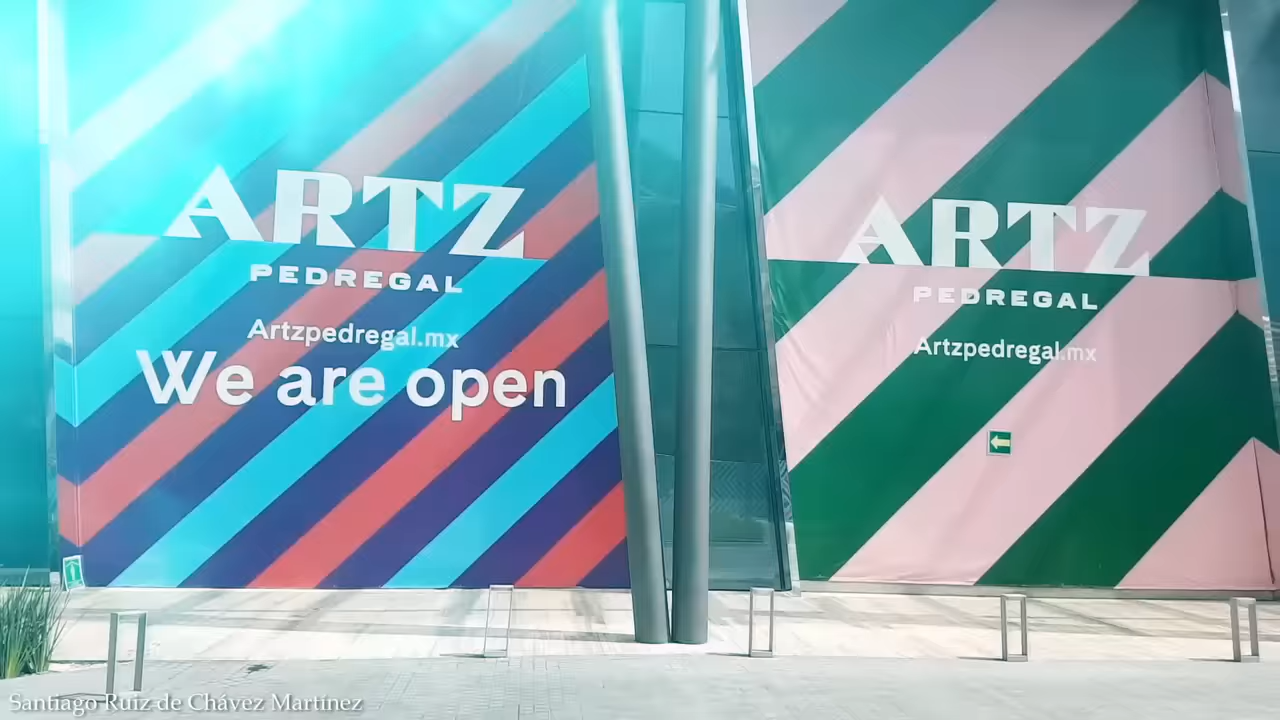 ARTZ
PEDREGAL
Artzpedregal.mx
We are open
ARTZ
PEDREGAL
Artzpedregal.mx
Santiago Ruiz de Chávez Martínez